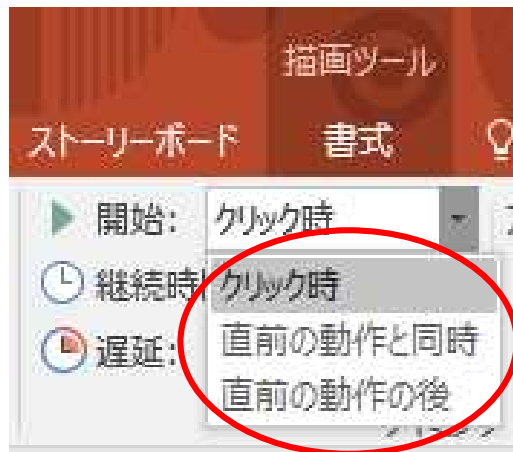 描画ツール
ストーリーボード 書式
開始: クリック時
継続時
クリック時
遅延:
直前の動作と同時
直前の動作の後